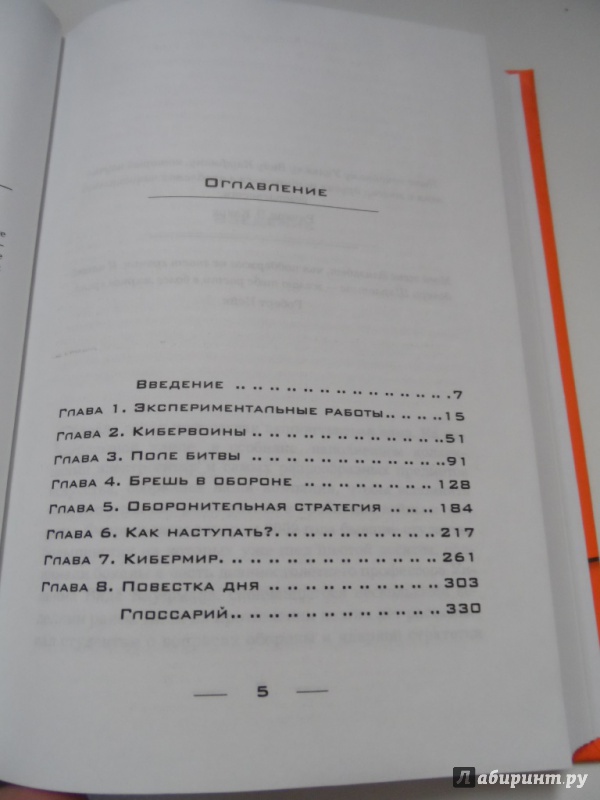 Оглавление
Введение .. .. .. .. .. .. .. .. .. .. .. .. .7
Глава 1. Экспериментальные работы.. .. .. .. 15
Глава 2. Кибервоины .. .. .. .. .. .. .. .. .. .. .. 51
Глава 3. Поле битвы .. .. .. .. .. .. .. .. .. .. .. 91
Глава 4. Брешь в обороне .. .. .. .. .. .. .. .. 128
Глава 5. Оборонительная стратегия .. .. .. 184
Глава 6. Как наступать?. .. .. .. .. .. .. .. .. 217
Глава 7. Кибермир. .. .. .. .. .. .. .. .. .. .. .. 261
Глава 8. Повестка дня .. .. .. .. .. .. .. .. .. 303
Глоссарий.. .. .. .. .. .. .. .. .. .. .. .. 330
5
Лабиринт.ру